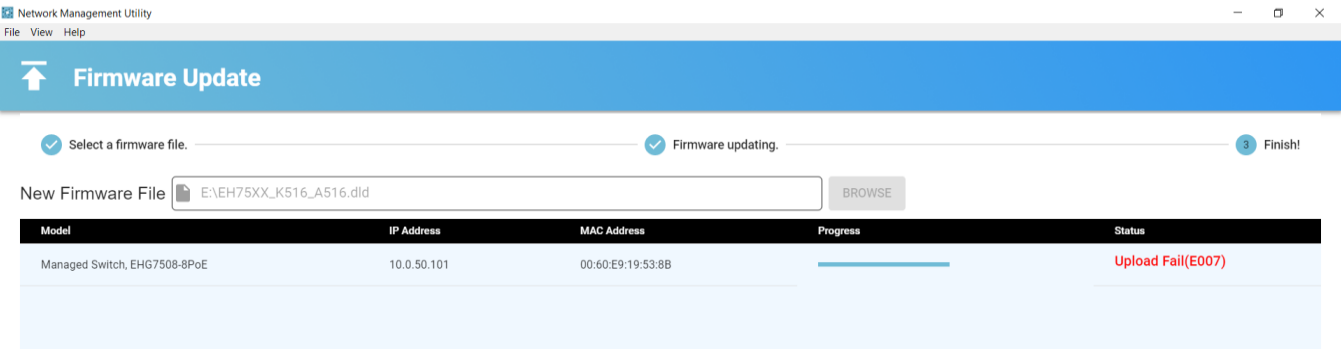 Network Management Utility
File View Help
Firmware Update
Select a firmware file. Firmware updating. 3 Finish!
New Firmware File E:\EH75XX_K516_A516.dld BROWSE
Model IP Address MAC Address Progress Status
Managed Switch, EHG7508-8PoE 10.0.50.101 00:60:E9:19:53:8B Upload Fail(E007)